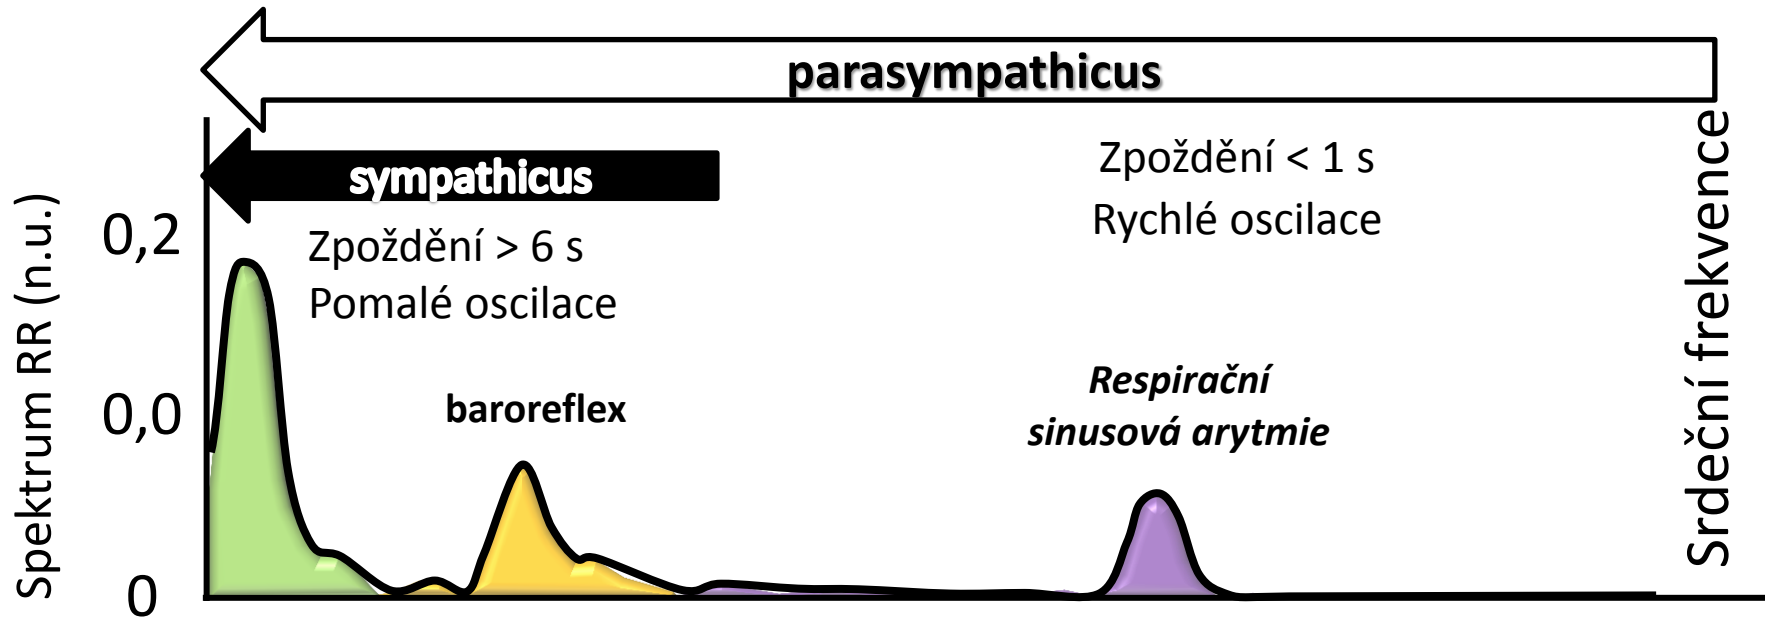 parasympathicus
sympathicus
Zpoždění < 1 s
Rychlé oscilace
Zpoždění > 6 s
Pomalé oscilace
Spektrum RR (n.u.)
0,2
0,0
0
baroreflex
Respirační
sinusová arytmie
Srdeční frekvence